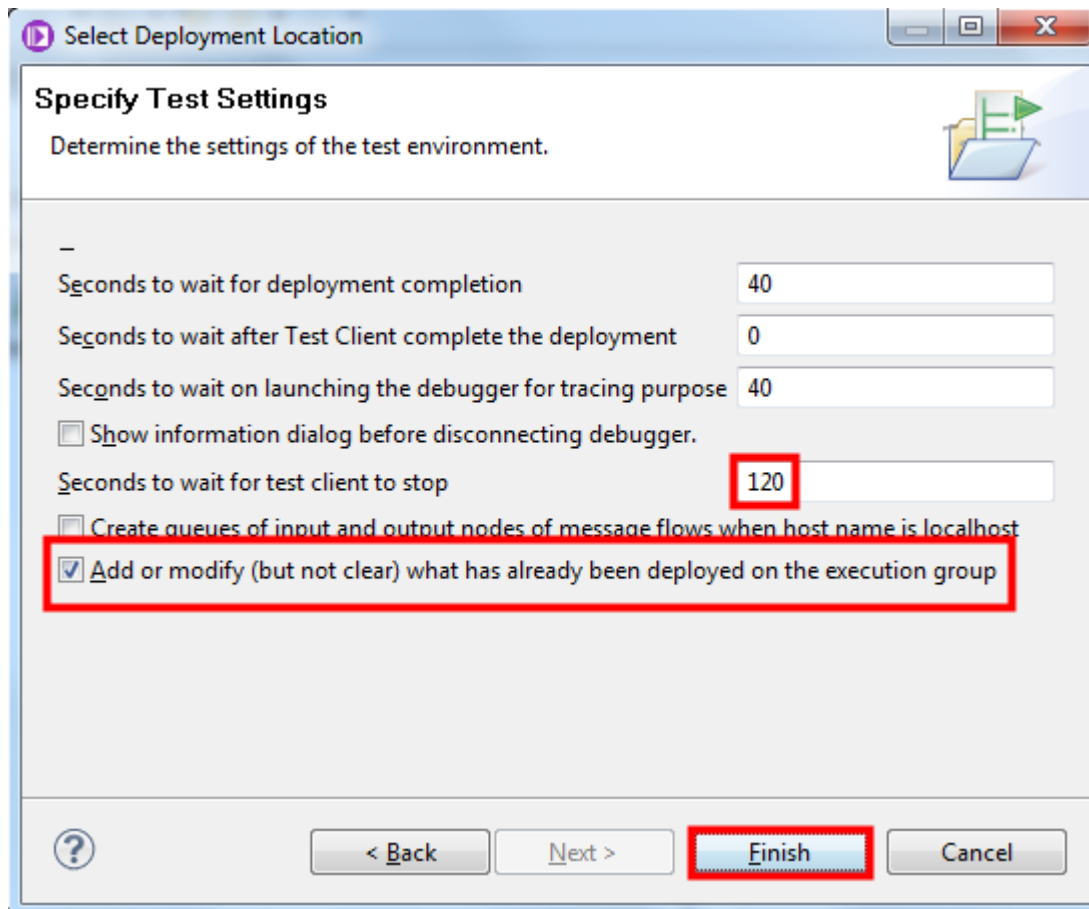 Select Deployment Location
Specify Test Settings
Determine the settings of the test environment.
Seconds to wait for deployment completion 40
Seconds to wait after Test Client complete the deployment 0
Seconds to wait on launching the debugger for tracing purpose 40
Show information dialog before disconnecting debugger.
Seconds to wait for test client to stop 120
Create queues of input and output nodes of message flows when host name is localhost
Add or modify (but not clear) what has already been deployed on the execution group
< Back Next > Finish Cancel